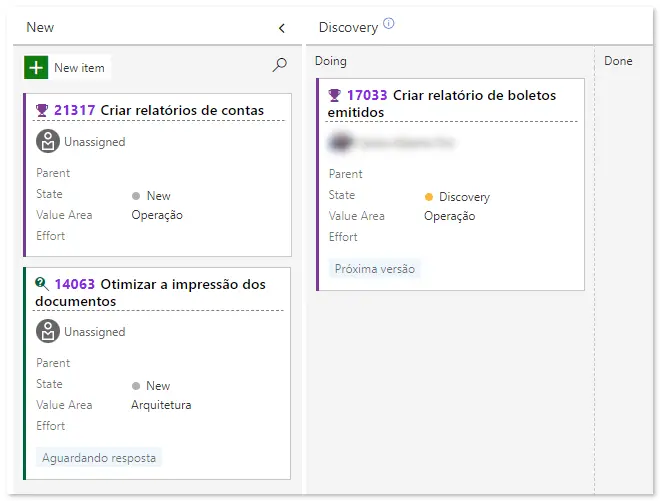 New
New item
21317 Criar relatórios de contas
Unassigned
Parent
State New
Value Area Operação
Effort
14063 Otimizar a impressão dos
documentos
Unassigned
Parent
State New
Value Area Arquitetura
Effort
Aguardando resposta
Discovery
Doing
17033 Criar relatório de boletos
emitidos
Parent
State Discovery
Value Area Operação
Effort
Próxima versão
Done